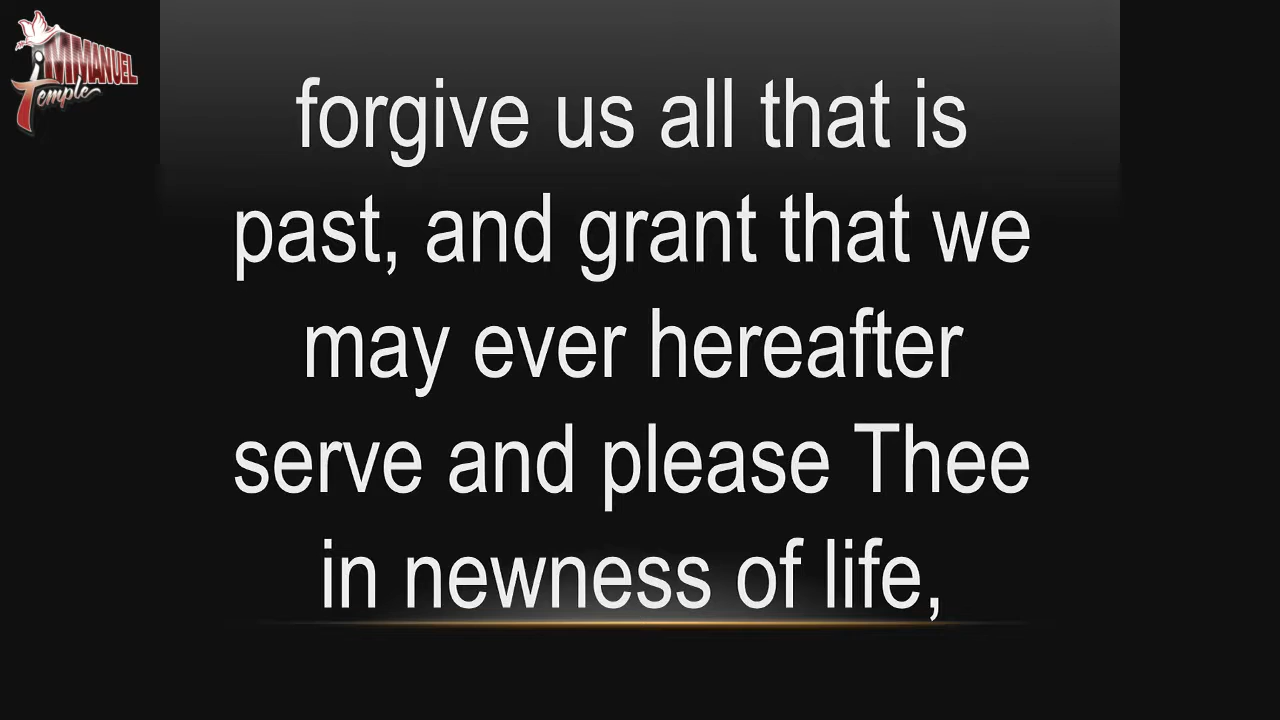 iMMANUEL
Temple
forgive us all that is
past, and grant that we
may ever hereafter
serve and please Thee
in newness of life,